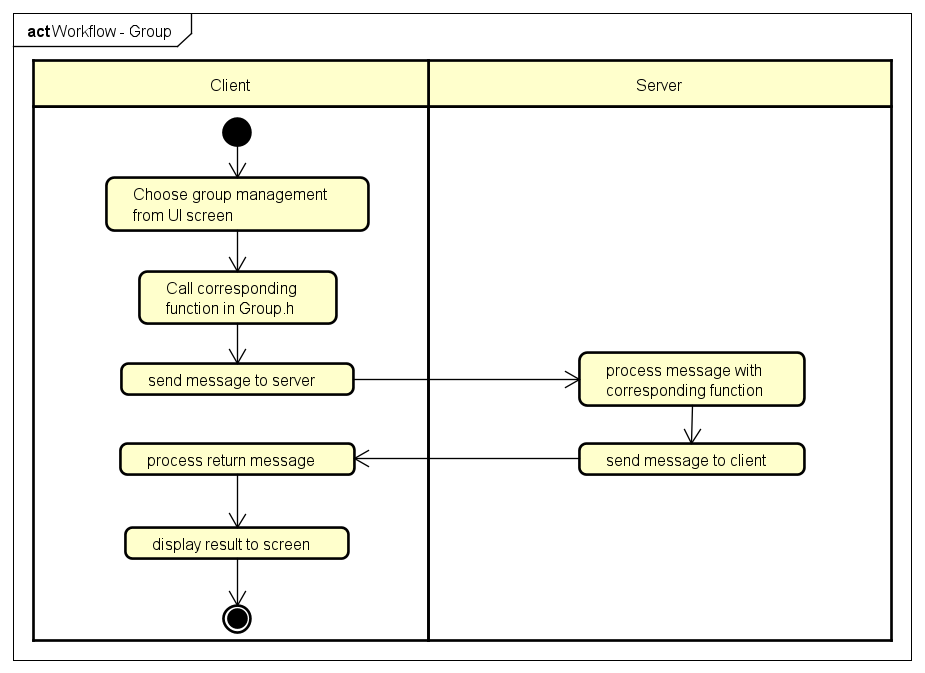 act Workflow - Group
Client
Server
Choose group management
from UI screen
Call corresponding
function in Group.h
send message to server
process message with
corresponding function
process return message
send message to client
display result to screen